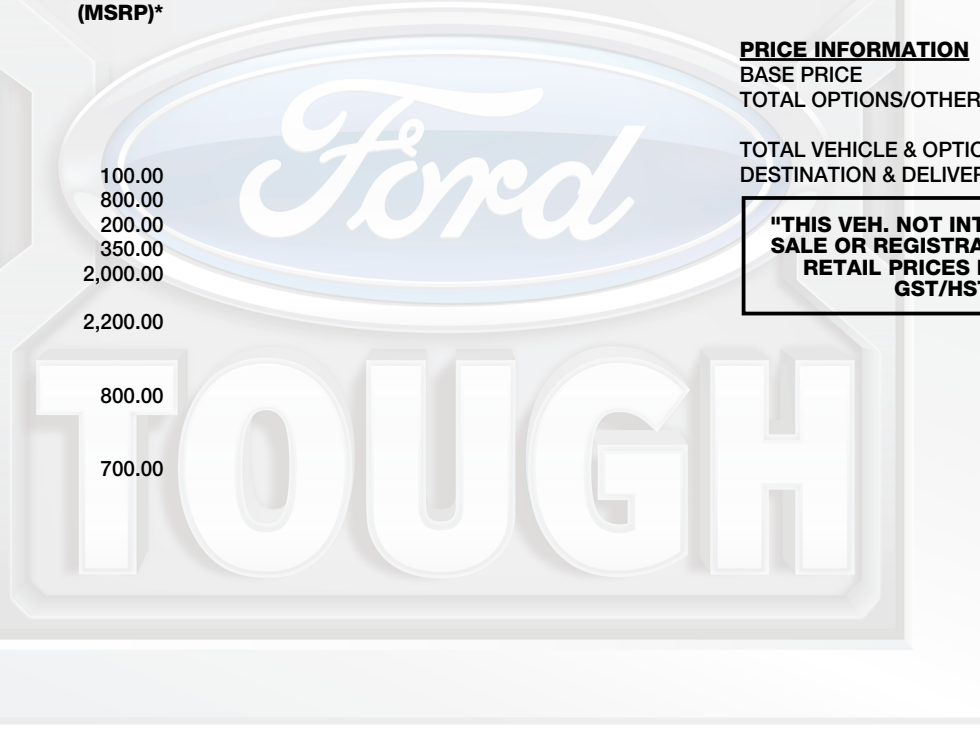 (MSRP)*
100.00
800.00
200.00
350.00
2,000.00
2,200.00
800.00
700.00
PRICE INFORMATION
BASE PRICE
TOTAL OPTIONS/OTHER
TOTAL VEHICLE & OPTIO
DESTINATION & DELIVER
"THIS VEH. NOT INT
SALE OR REGISTRA
RETAIL PRICES
GST/HST
Ford
TOUGH